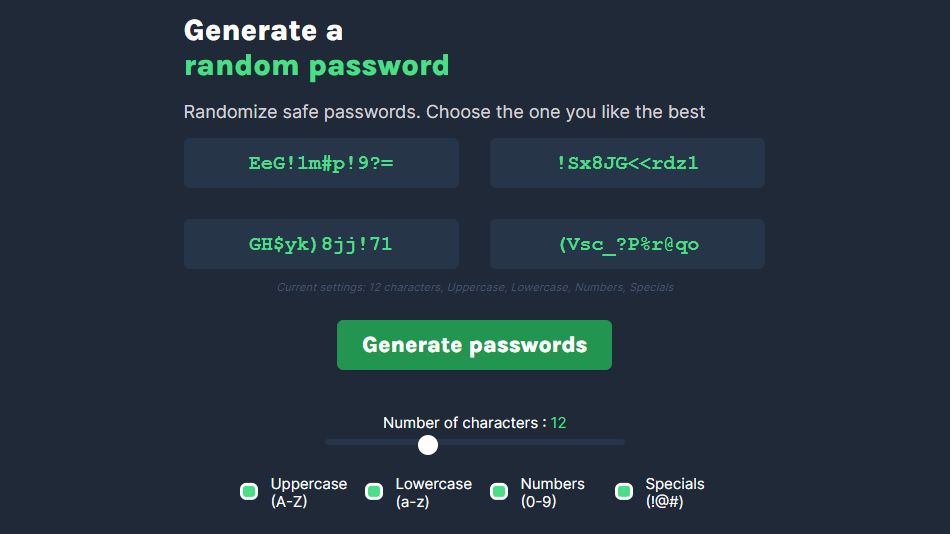 Generate a
random password
Randomize safe passwords. Choose the one you like the best
EeG!1m#p!9?=
!Sx8JG<<rdz1
GH$yk)8jj!71
(Vsc_?P%r@qo
Current settings: 12 characters, Uppercase, Lowercase, Numbers, Specials
Generate passwords
Number of characters : 12
Uppercase
(A-Z)
Lowercase
(a-z)
Numbers
(0-9)
Specials
(!@#)